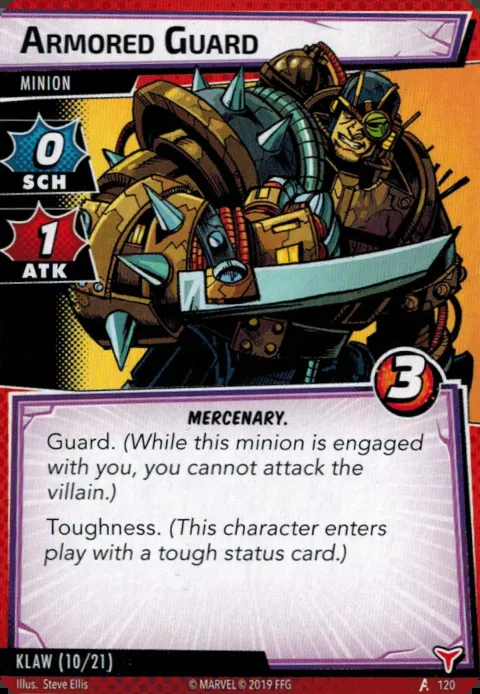 ARMORED GUARD
MINION
0
SCH
1
ATK
3
MERCENARY.
Guard. (While this minion is engaged
with you, you cannot attack the
villain.)
Toughness. (This character enters
play with a tough status card.)
KLAW (10/21)
Illus. Steve Ellis
© MARVEL © 2019 FFG
120